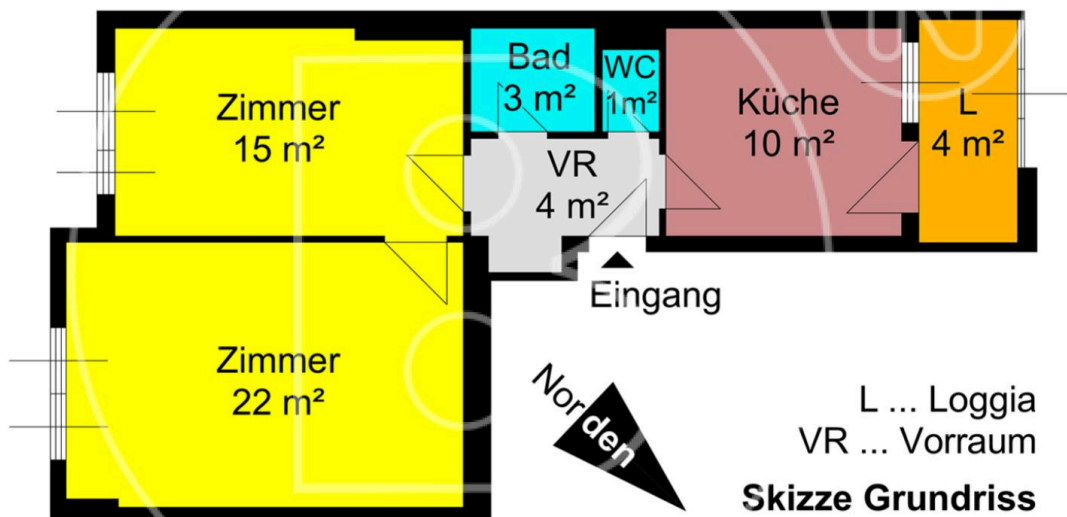 Zimmer
15 m²
Bad
3 m²
WC
1m²
VR
4 m²
Küche
10 m²
L
4 m²
Eingang
Zimmer
22 m²
Norden
L ... Loggia
VR ... Vorraum
Skizze Grundriss